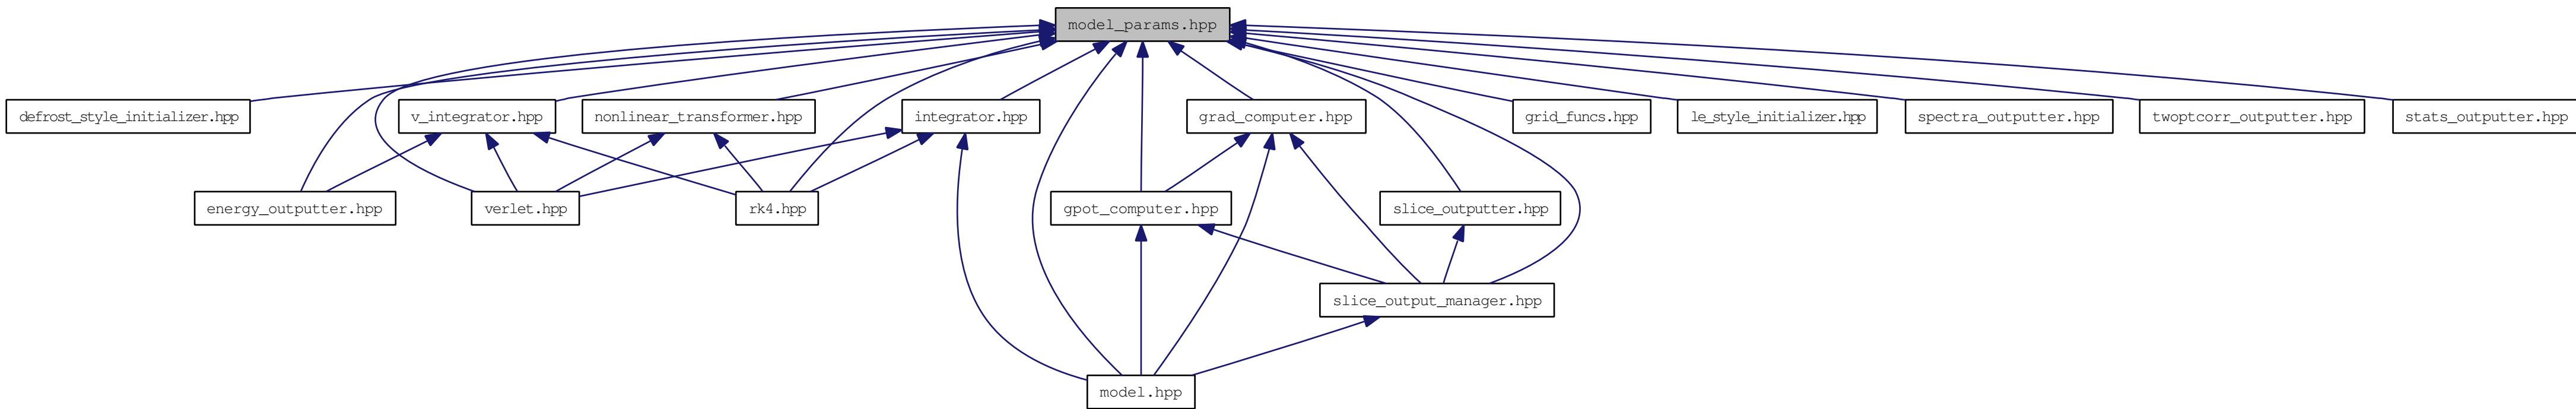 model_params.hpp
defrost_style_initializer.hpp
v_integrator.hpp
nonlinear_transformer.hpp
integrator.hpp
grad_computer.hpp
grid_funcs.hpp
le_style_initializer.hpp
spectra_outputter.hpp
twoptcorr_outputter.hpp
stats_outputter.hpp
energy_outputter.hpp
verlet.hpp
rk4.hpp
gpot_computer.hpp
slice_outputter.hpp
slice_output_manager.hpp
model.hpp